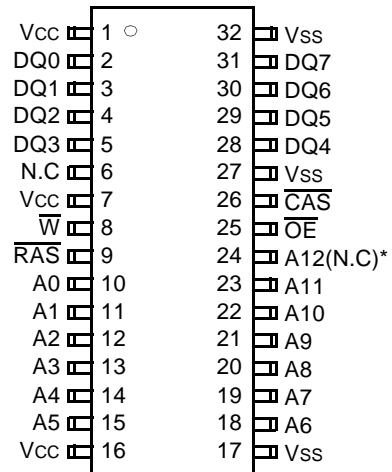 Vcc 1 32 Vss
DQ0 2 31 DQ7
DQ1 3 30 DQ6
DQ2 4 29 DQ5
DQ3 5 28 DQ4
N.C 6 27 Vss
Vcc 7 26 C̅A̅S̅
W̅ 8 25 O̅E̅
R̅A̅S̅ 9 24 A12(N.C)*
A0 10 23 A11
A1 11 22 A10
A2 12 21 A9
A3 13 20 A8
A4 14 19 A7
A5 15 18 A6
Vcc 16 17 Vss